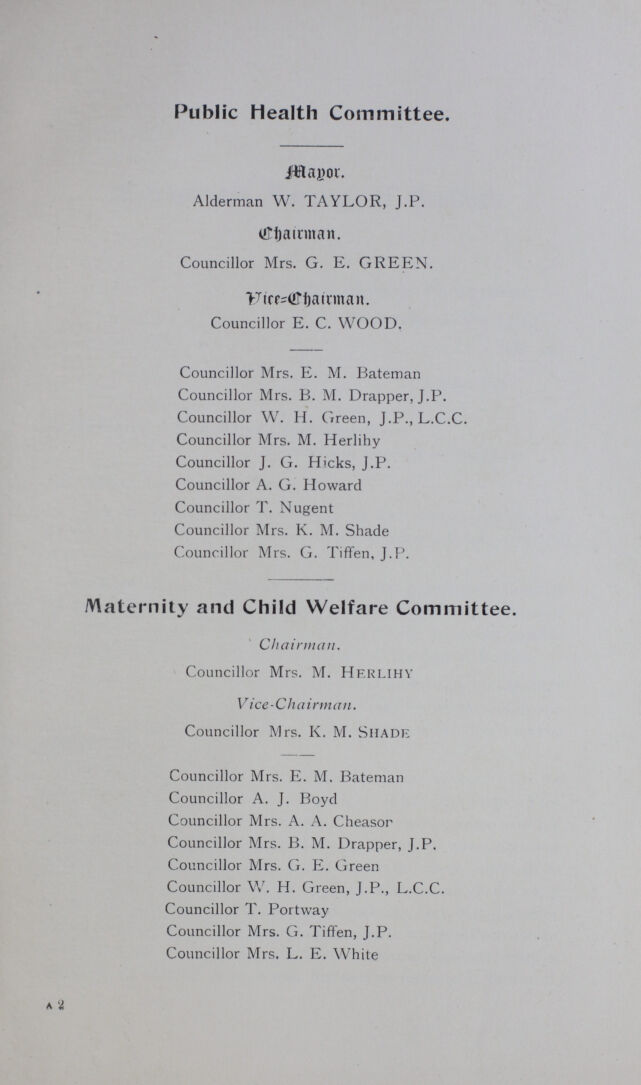 Public Health Committee.
Mayor.
Alderman W. TAYLOR, J.P.
Chairman.
Councillor Mrs. G. E. GREEN.
Vice-Chairman.
Councillor E. C. WOOD.
Councillor Mrs. E. M. Bateman
Councillor Mrs. B. M. Drapper, J.P.
Councillor W. H. Green, J.P., L.C.C.
Councillor Mrs. M. Herlihy
Councillor J. G. Hicks, J.P.
Councillor A. G. Howard
Councillor T. Nugent
Councillor Mrs. K. M. Shade
Councillor Mrs. G. Tiffen, J.P.
Maternity and Child Welfare Committee.
Chairman.
Councillor Mrs. M. HERLIHY
Vice-Chairman.
Councillor Mrs. K. M. SHADE
Councillor Mrs. E. M. Bateman
Councillor A. J. Boyd
Councillor Mrs. A. A. Cheasor
Councillor Mrs. B. M. Drapper, J.P.
Councillor Mrs. G. E. Green
Councillor W. H. Green, J.P., L.C.C.
Councillor T. Portway
Councillor Mrs. G. Tiffen, J.P.
Councillor Mrs. L. E. White
A 2